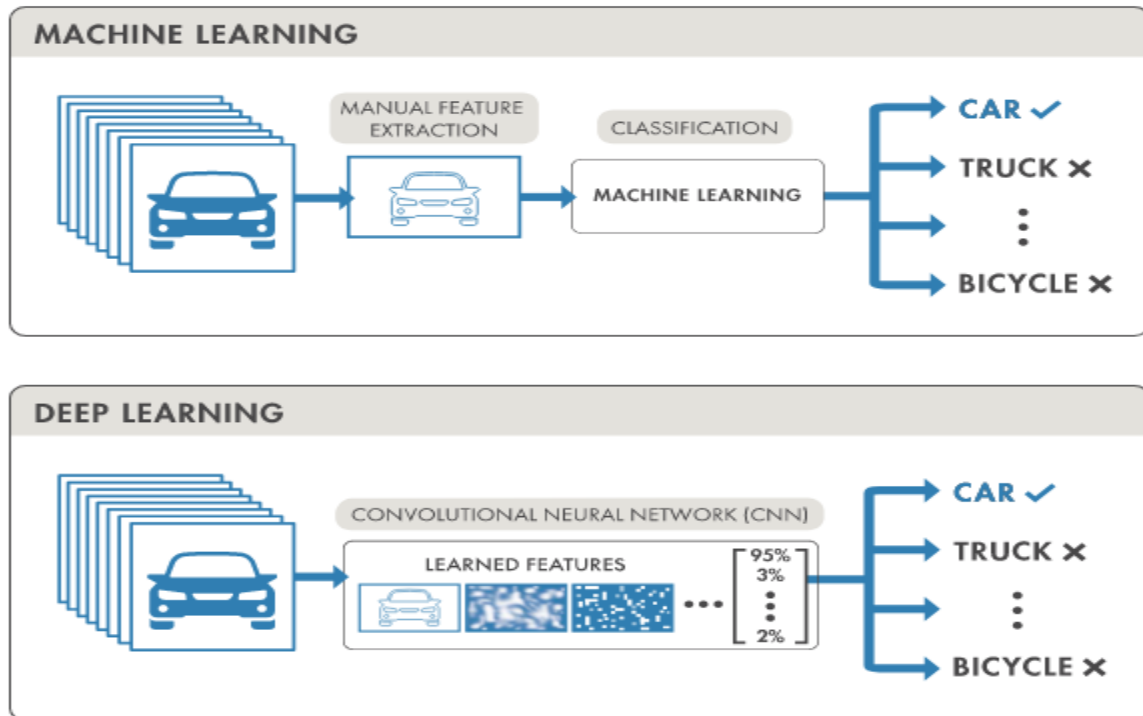 MACHINE LEARNING
MANUAL FEATURE
EXTRACTION
CLASSIFICATION
MACHINE LEARNING
CAR ✓
TRUCK ✕
⋮
BICYCLE ✕
DEEP LEARNING
CONVOLUTIONAL NEURAL NETWORK (CNN)
LEARNED FEATURES
•••
95%
3%
⋮
2%
CAR ✓
TRUCK ✕
⋮
BICYCLE ✕